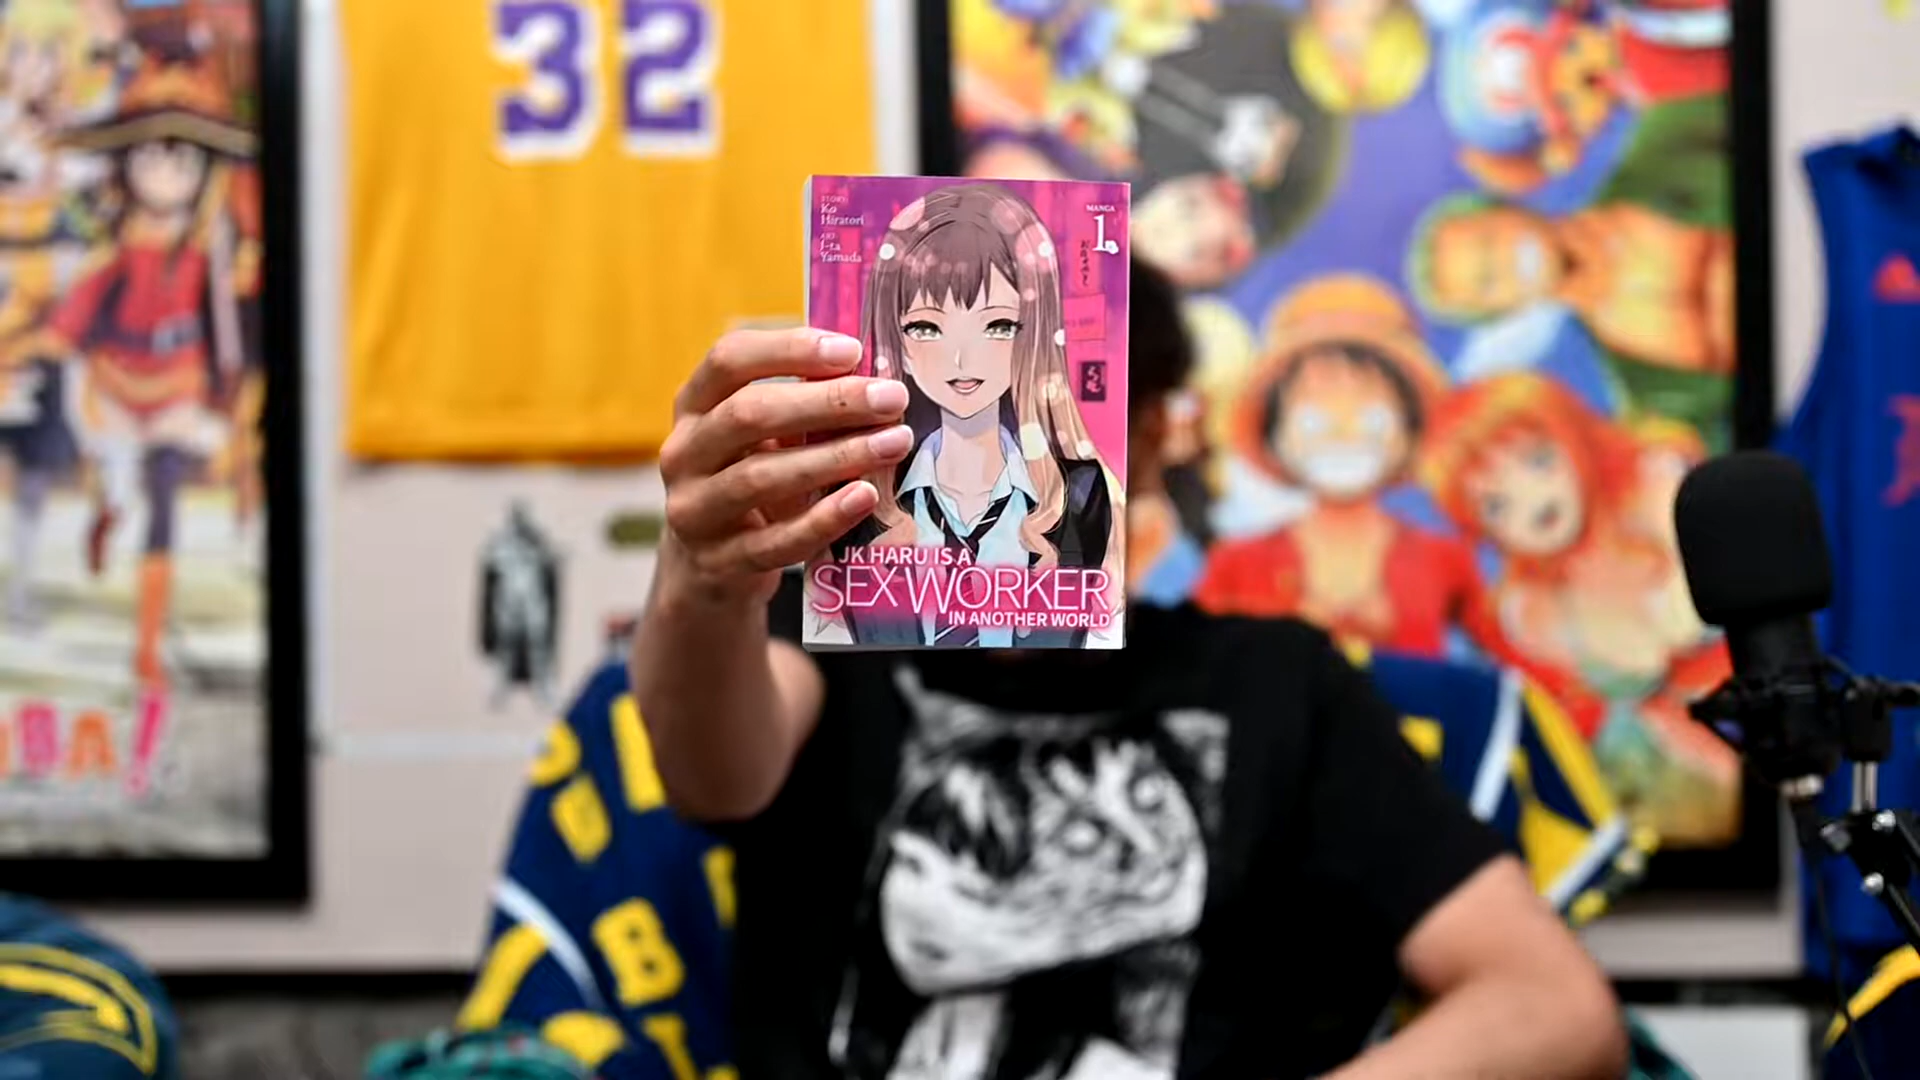 32
STORY:
Ko
Hiratori
ART:
J-ta
Yamada
MANGA
1
JK HARU IS A
SEX WORKER
IN ANOTHER WORLD
BA!
B